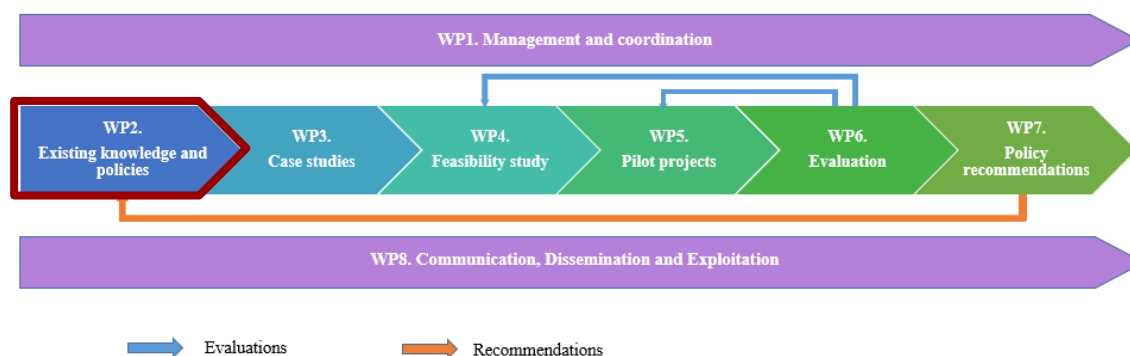 WP1. Management and coordination
WP2.
Existing knowledge and
policies
WP3.
Case studies
WP4.
Feasibility study
WP5.
Pilot projects
WP6.
Evaluation
WP7.
Policy
recommendations
WP8. Communication, Dissemination and Exploitation
Evaluations
Recommendations